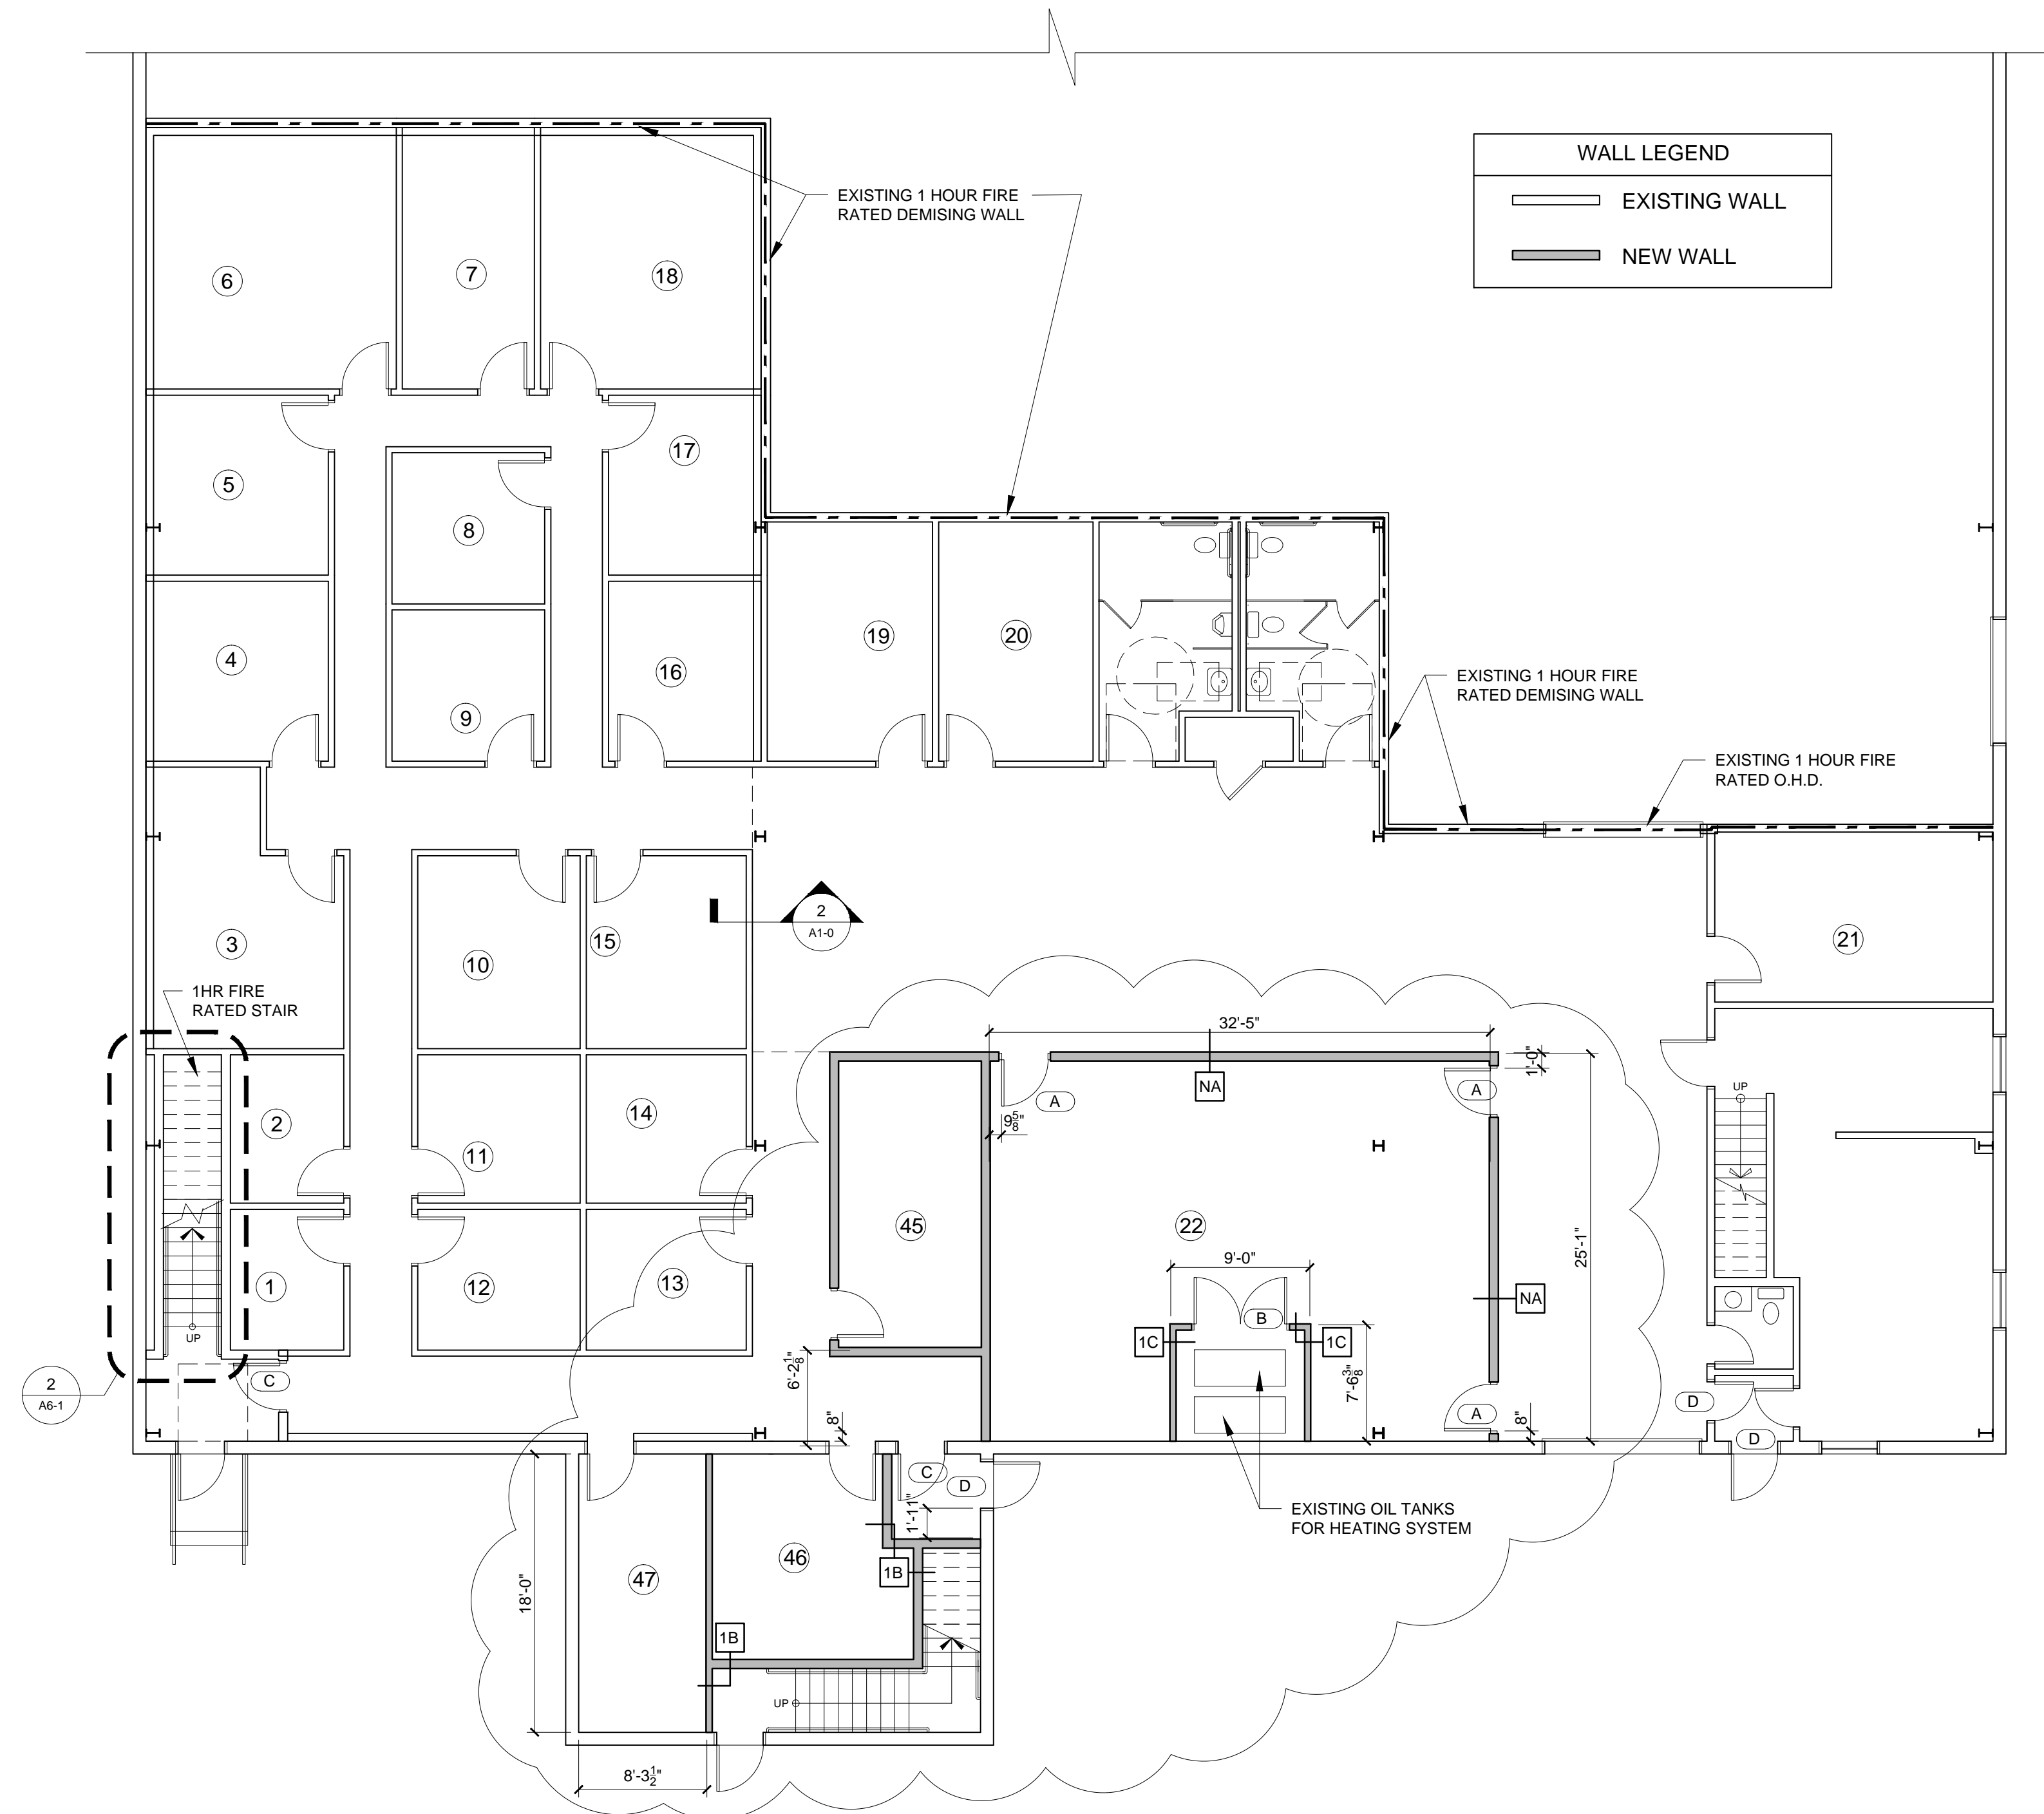 WALL LEGEND
EXISTING WALL
NEW WALL
EXISTING 1 HOUR FIRE
RATED DEMISING WALL
6
7
18
17
5
8
19
20
4
16
9
EXISTING 1 HOUR FIRE
RATED DEMISING WALL
EXISTING 1 HOUR FIRE
RATED O.H.D.
2
A1-0
3
15
10
21
1HR FIRE
RATED STAIR
32'-5"
1'-0"
NA
A
A
9 5/8"
UP
2
14
11
45
22
25'-1"
9'-0"
1
12
13
NA
B
1C
1C
UP
6'-2 1/8"
7'-6 3/8"
2
A6-1
C
8"
A
8"
D
D
C
D
1'-11"
EXISTING OIL TANKS
FOR HEATING SYSTEM
46
47
1B
18'-0"
1B
UP
8'-3 1/2"